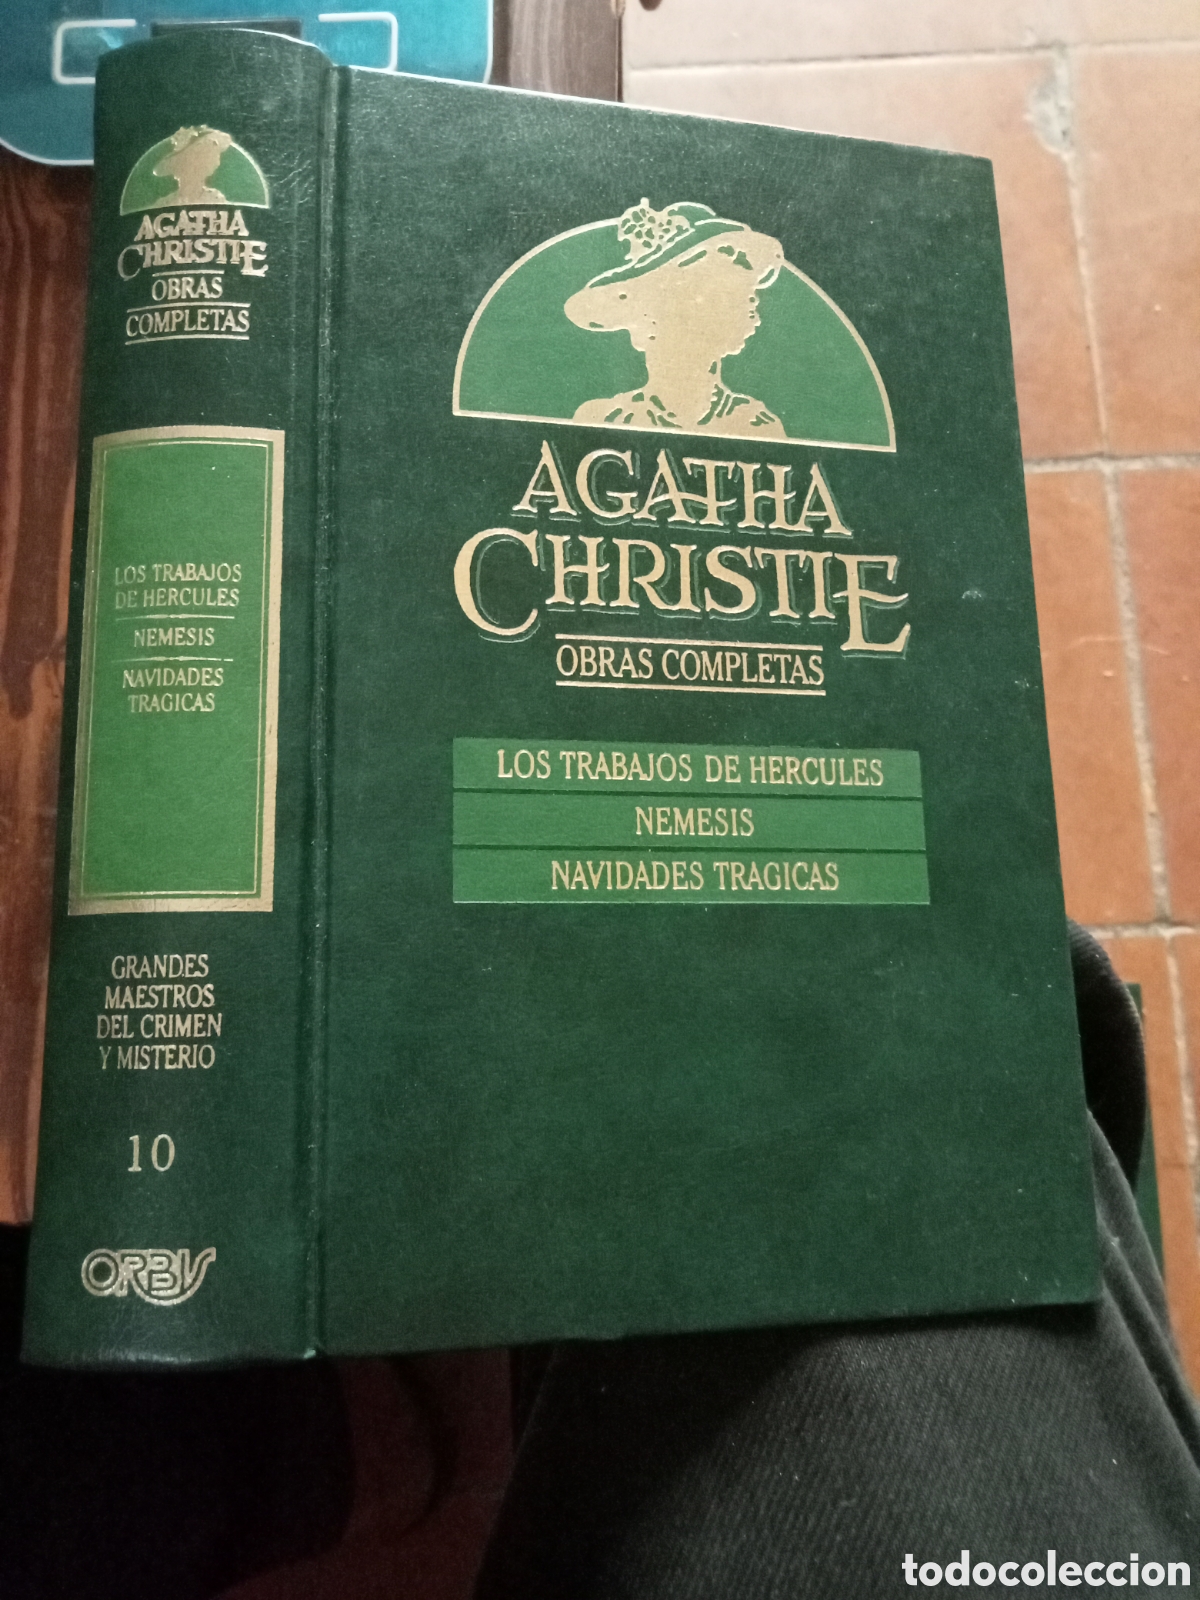 AGATHA
CHRISTIE
OBRAS
COMPLETAS
LOS TRABAJOS
DE HERCULES
NEMESIS
NAVIDADES
TRAGICAS
GRANDES
MAESTROS
DEL CRIMEN
Y MISTERIO
10
ORBIS
AGATHA
CHRISTIE
OBRAS COMPLETAS
LOS TRABAJOS DE HERCULES
NEMESIS
NAVIDADES TRAGICAS
todocoleccion